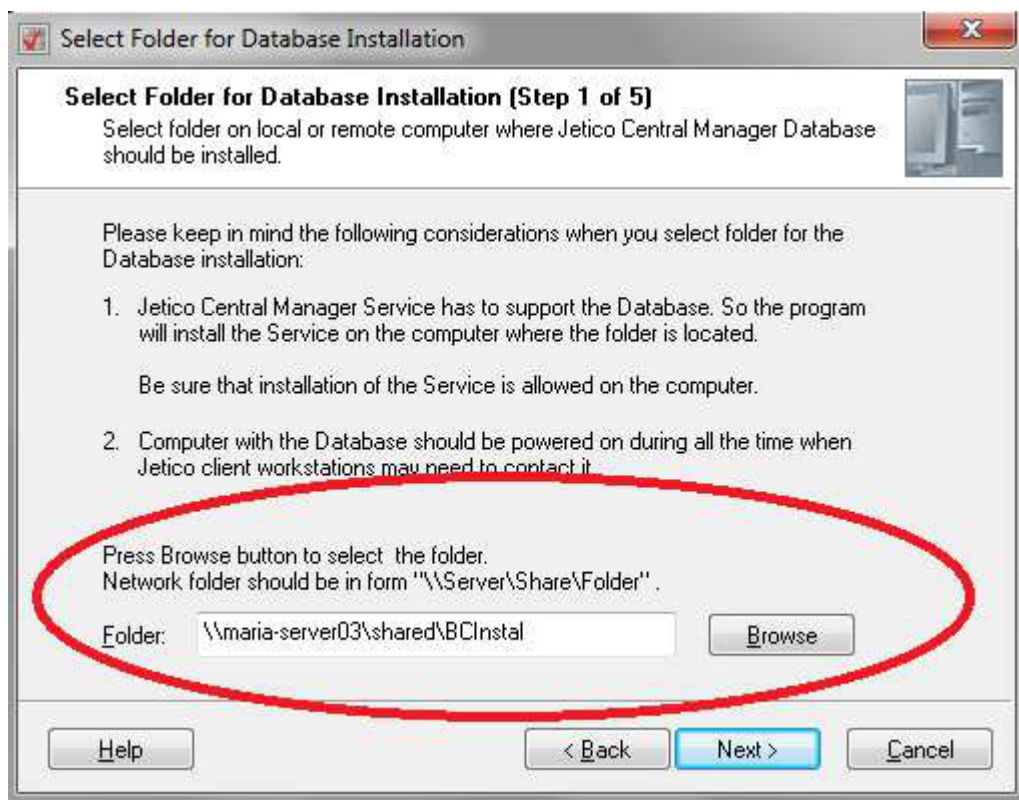 Select Folder for Database Installation
Select Folder for Database Installation (Step 1 of 5)
Select folder on local or remote computer where Jetico Central Manager Database
should be installed.
Please keep in mind the following considerations when you select folder for the
Database installation:
1. Jetico Central Manager Service has to support the Database. So the program
will install the Service on the computer where the folder is located.
Be sure that installation of the Service is allowed on the computer.
2. Computer with the Database should be powered on during all the time when
Jetico client workstations may need to contact it.
Press Browse button to select  the folder.
Network folder should be in form "\\Server\Share\Folder" .
Folder: \\maria-server03\shared\BCInstal Browse
Help < Back Next > Cancel